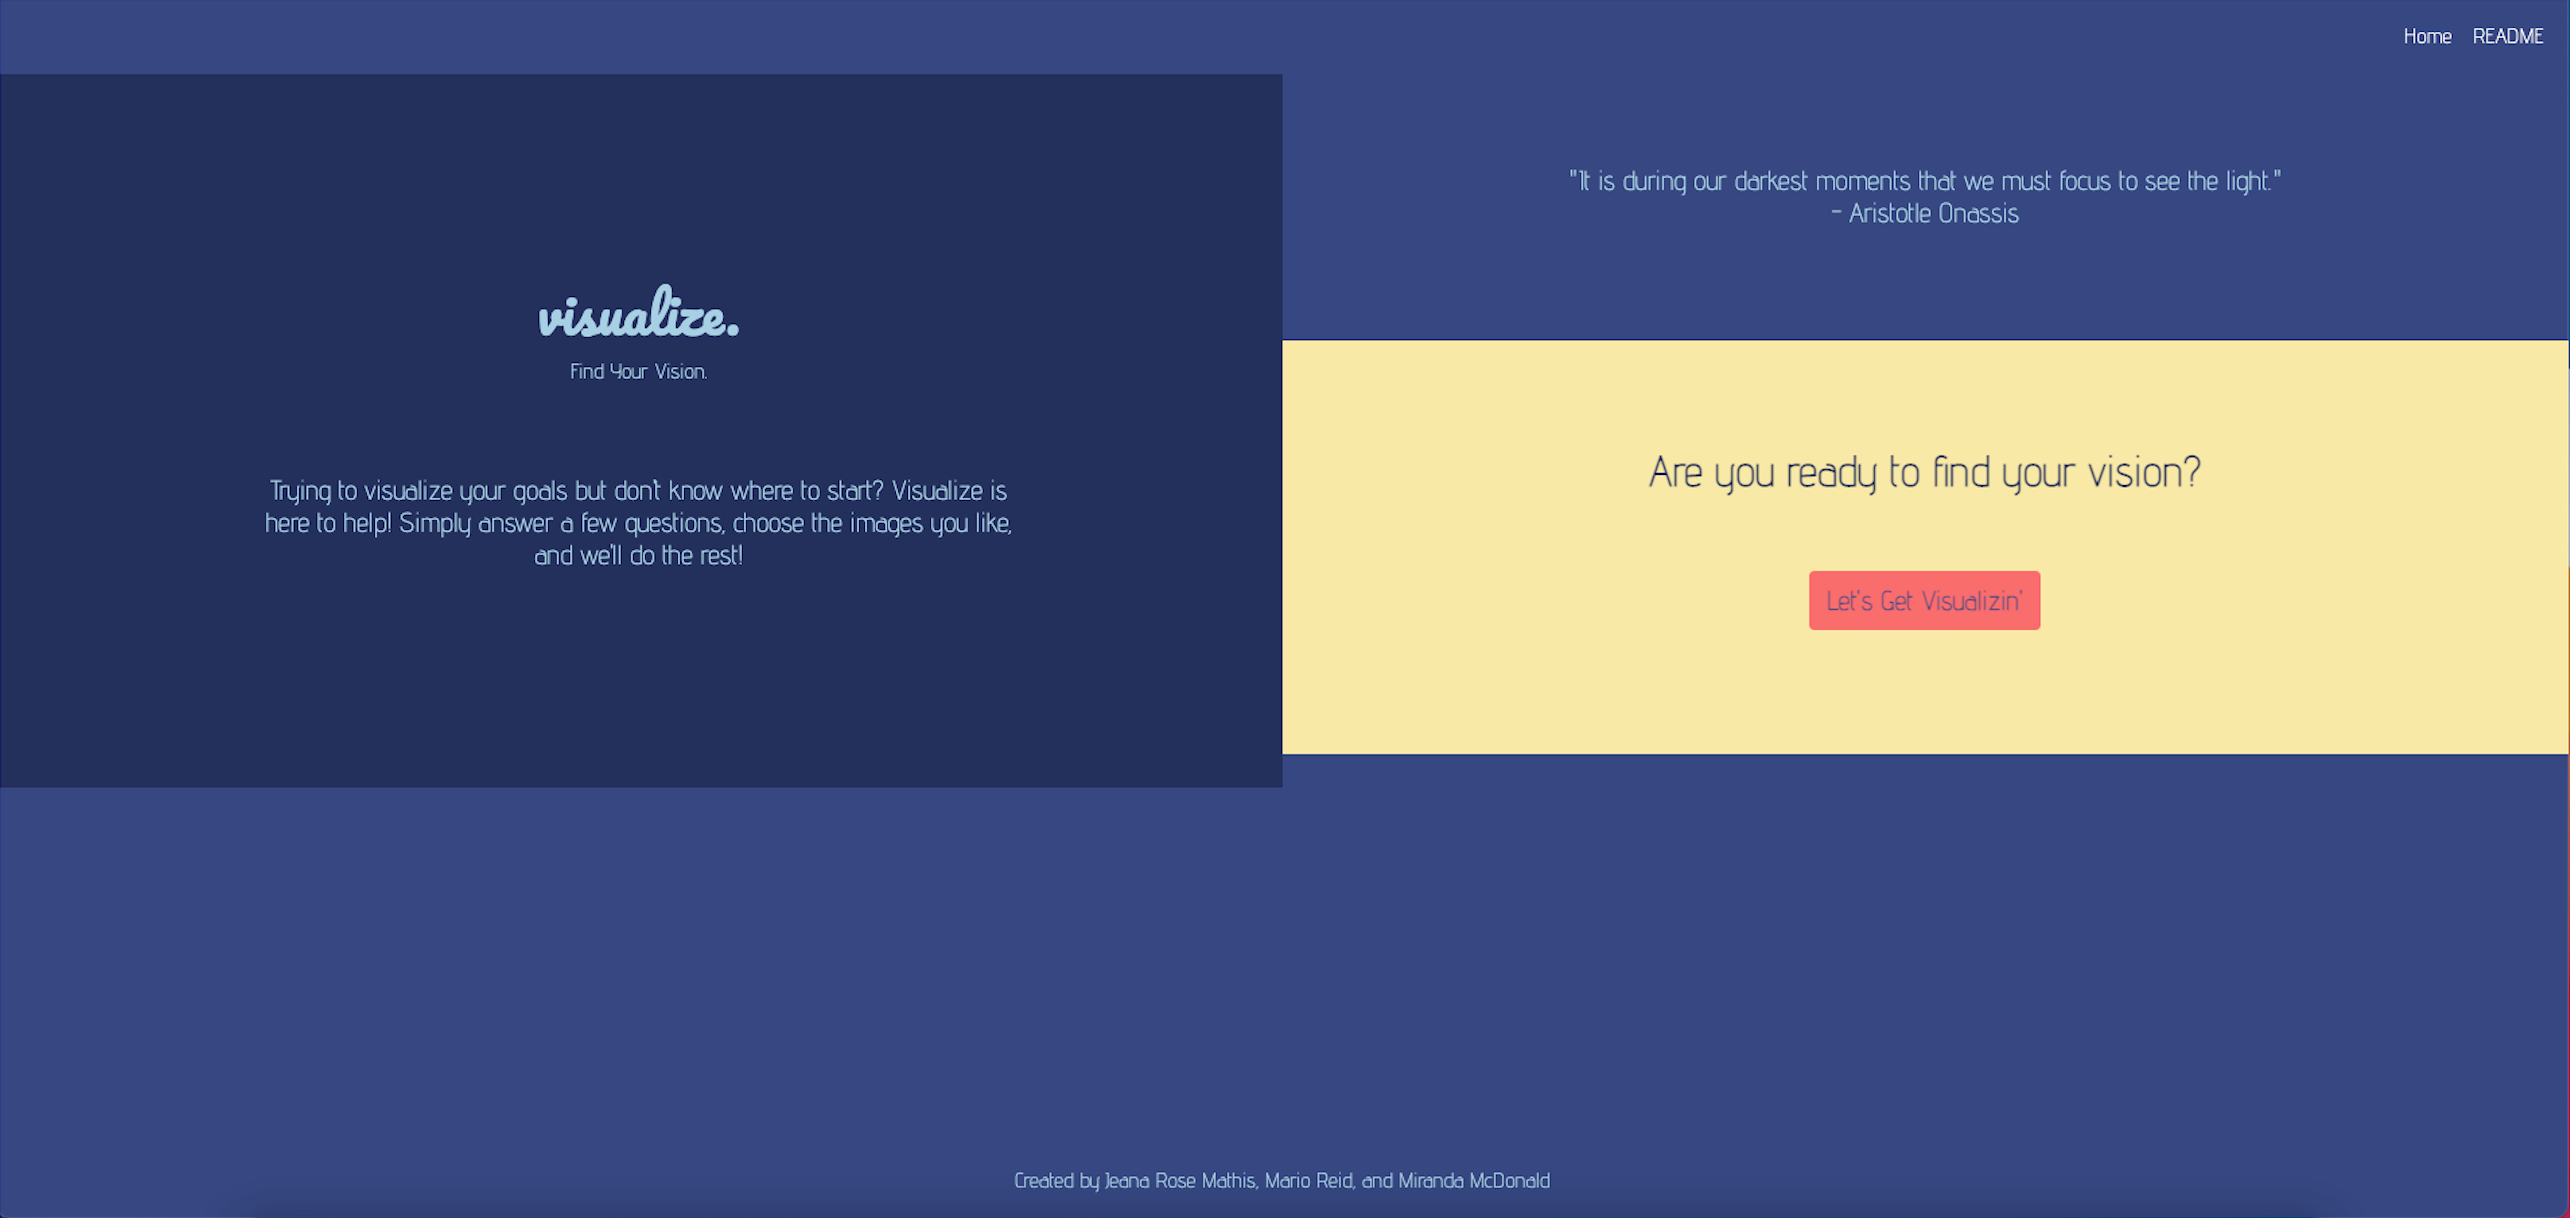 Home README
visualize.
Find Your Vision.
Trying to visualize your goals but don't know where to start? Visualize is
here to help! Simply answer a few questions, choose the images you like,
and we'll do the rest!
"It is during our darkest moments that we must focus to see the light."
- Aristotle Onassis
Are you ready to find your vision?
Let's Get Visualizin'
Created by Jeana Rose Mathis, Mario Reid, and Miranda McDonald